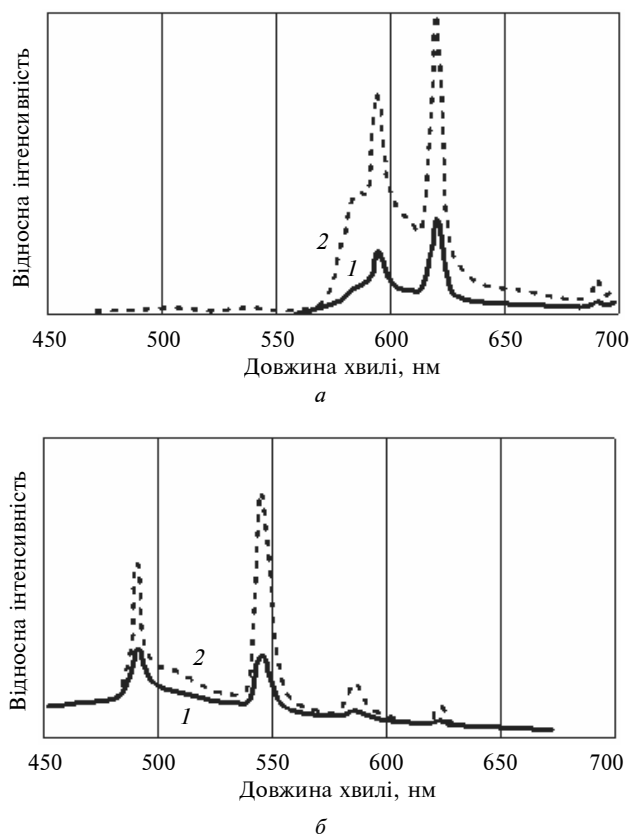 Відносна інтенсивність
2
1
450 500 550 600 650 700
Довжина хвилі, нм
а
Відносна інтенсивність
2
1
450 500 550 600 650 700
Довжина хвилі, нм
б